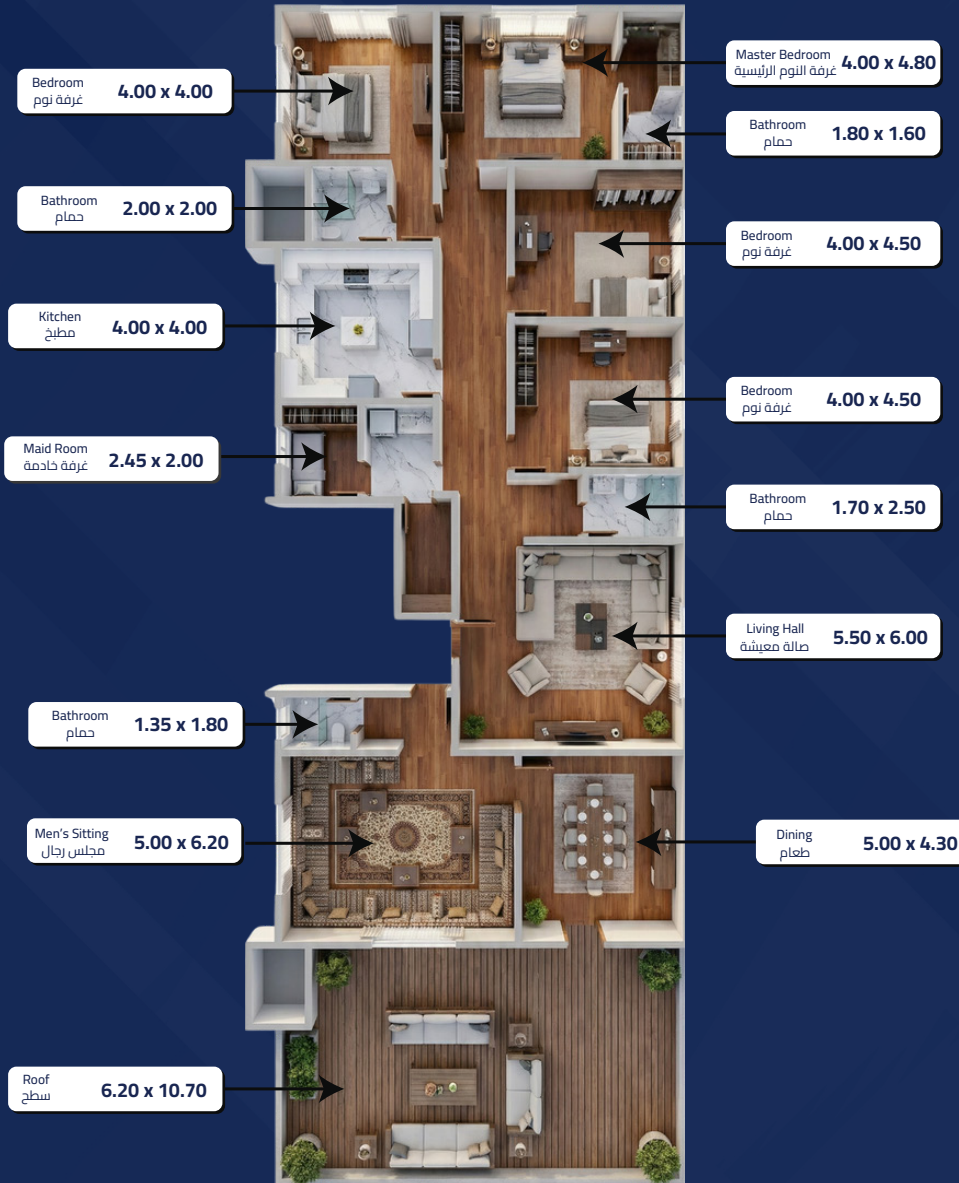 Master Bedroom
غرفة النوم الرئيسية
4.00 x 4.80
Bedroom
غرفة نوم
4.00 x 4.00
Bathroom
حمام
1.80 x 1.60
Bathroom
حمام
2.00 x 2.00
Bedroom
غرفة نوم
4.00 x 4.50
Kitchen
مطبخ
4.00 x 4.00
Bedroom
غرفة نوم
4.00 x 4.50
Maid Room
غرفة خادمة
2.45 x 2.00
Bathroom
حمام
1.70 x 2.50
Living Hall
صالة معيشة
5.50 x 6.00
Bathroom
حمام
1.35 x 1.80
Men's Sitting
مجلس رجال
5.00 x 6.20
Dining
طعام
5.00 x 4.30
Roof
سطح
6.20 x 10.70